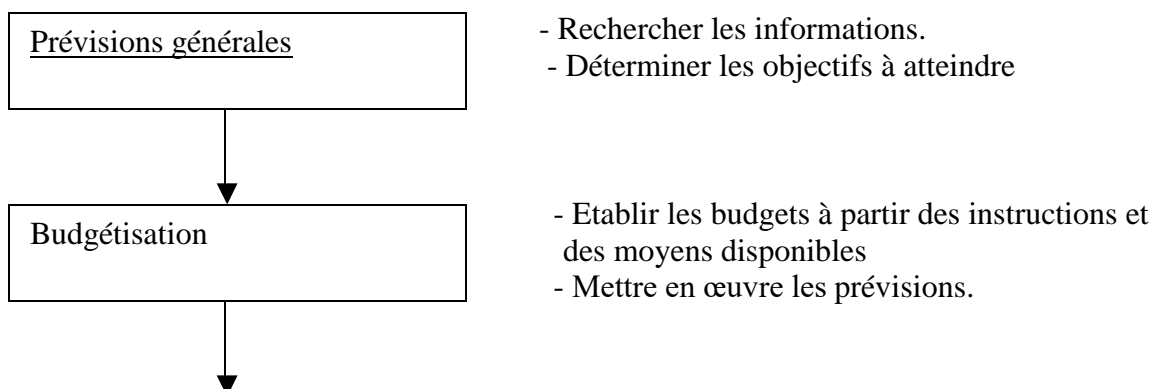 Prévisions générales
- Rechercher les informations.
- Déterminer les objectifs à atteindre
Budgétisation
- Etablir les budgets à partir des instructions et
des moyens disponibles
- Mettre en œuvre les prévisions.